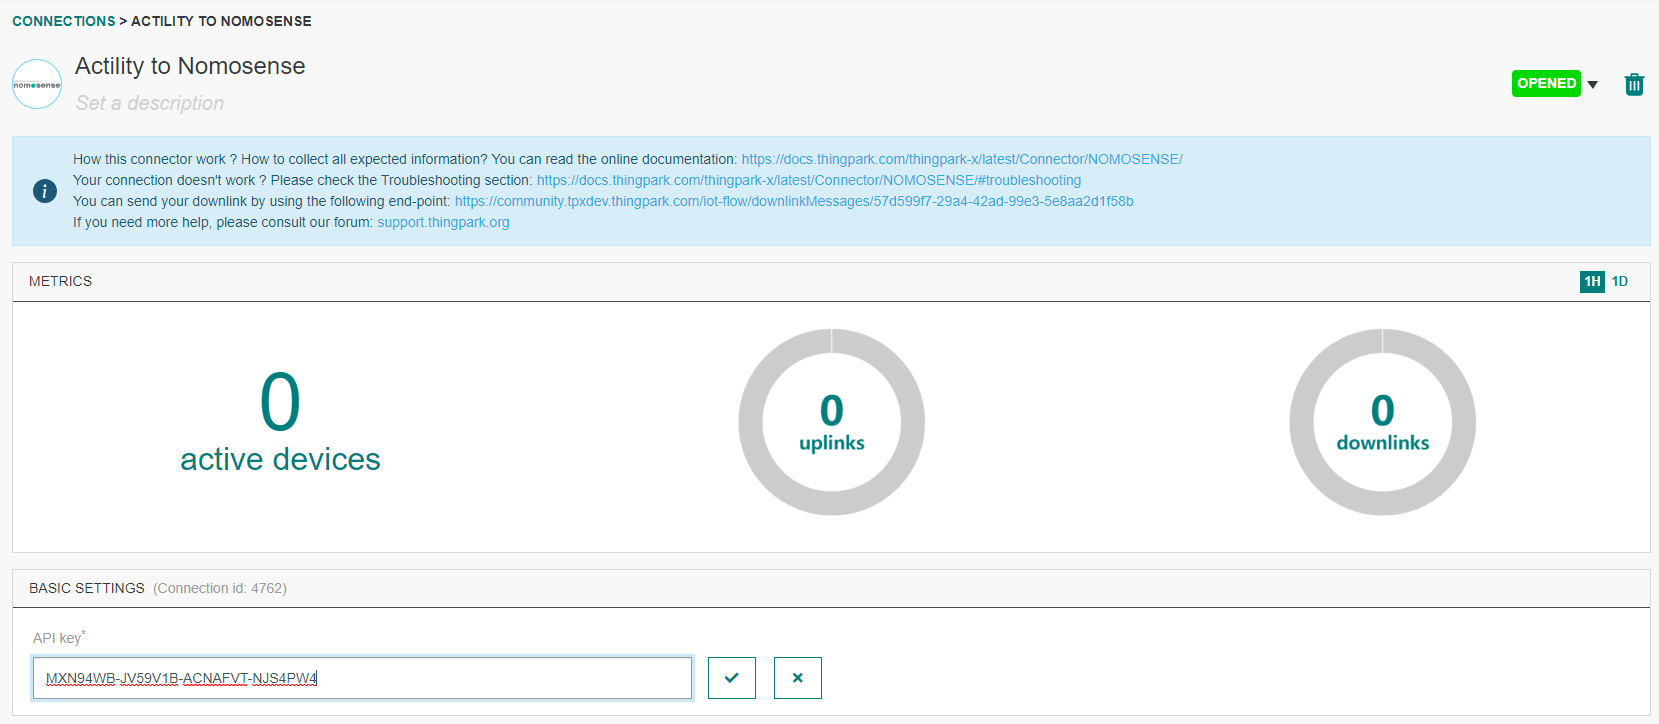 CONNECTIONS > ACTILITY TO NOMOSENSE
nomosense
Actility to Nomosense
Set a description
OPENED
How this connector work ? How to collect all expected information? You can read the online documentation: https://docs.thingpark.com/thingpark-x/latest/Connector/NOMOSENSE/
Your connection doesn't work ? Please check the Troubleshooting section: https://docs.thingpark.com/thingpark-x/latest/Connector/NOMOSENSE/#troubleshooting
You can send your downlink by using the following end-point: https://community.tpxdev.thingpark.com/iot-flow/downlinkMessages/57d599f7-29a4-42ad-99e3-5e8aa2d1f58b
If you need more help, please consult our forum: support.thingpark.org
METRICS
1H 1D
0
active devices
0
uplinks
0
downlinks
BASIC SETTINGS (Connection id: 4762)
API key*
MXN94WB-JV59V1B-ACNAFVT-NJS4PW4